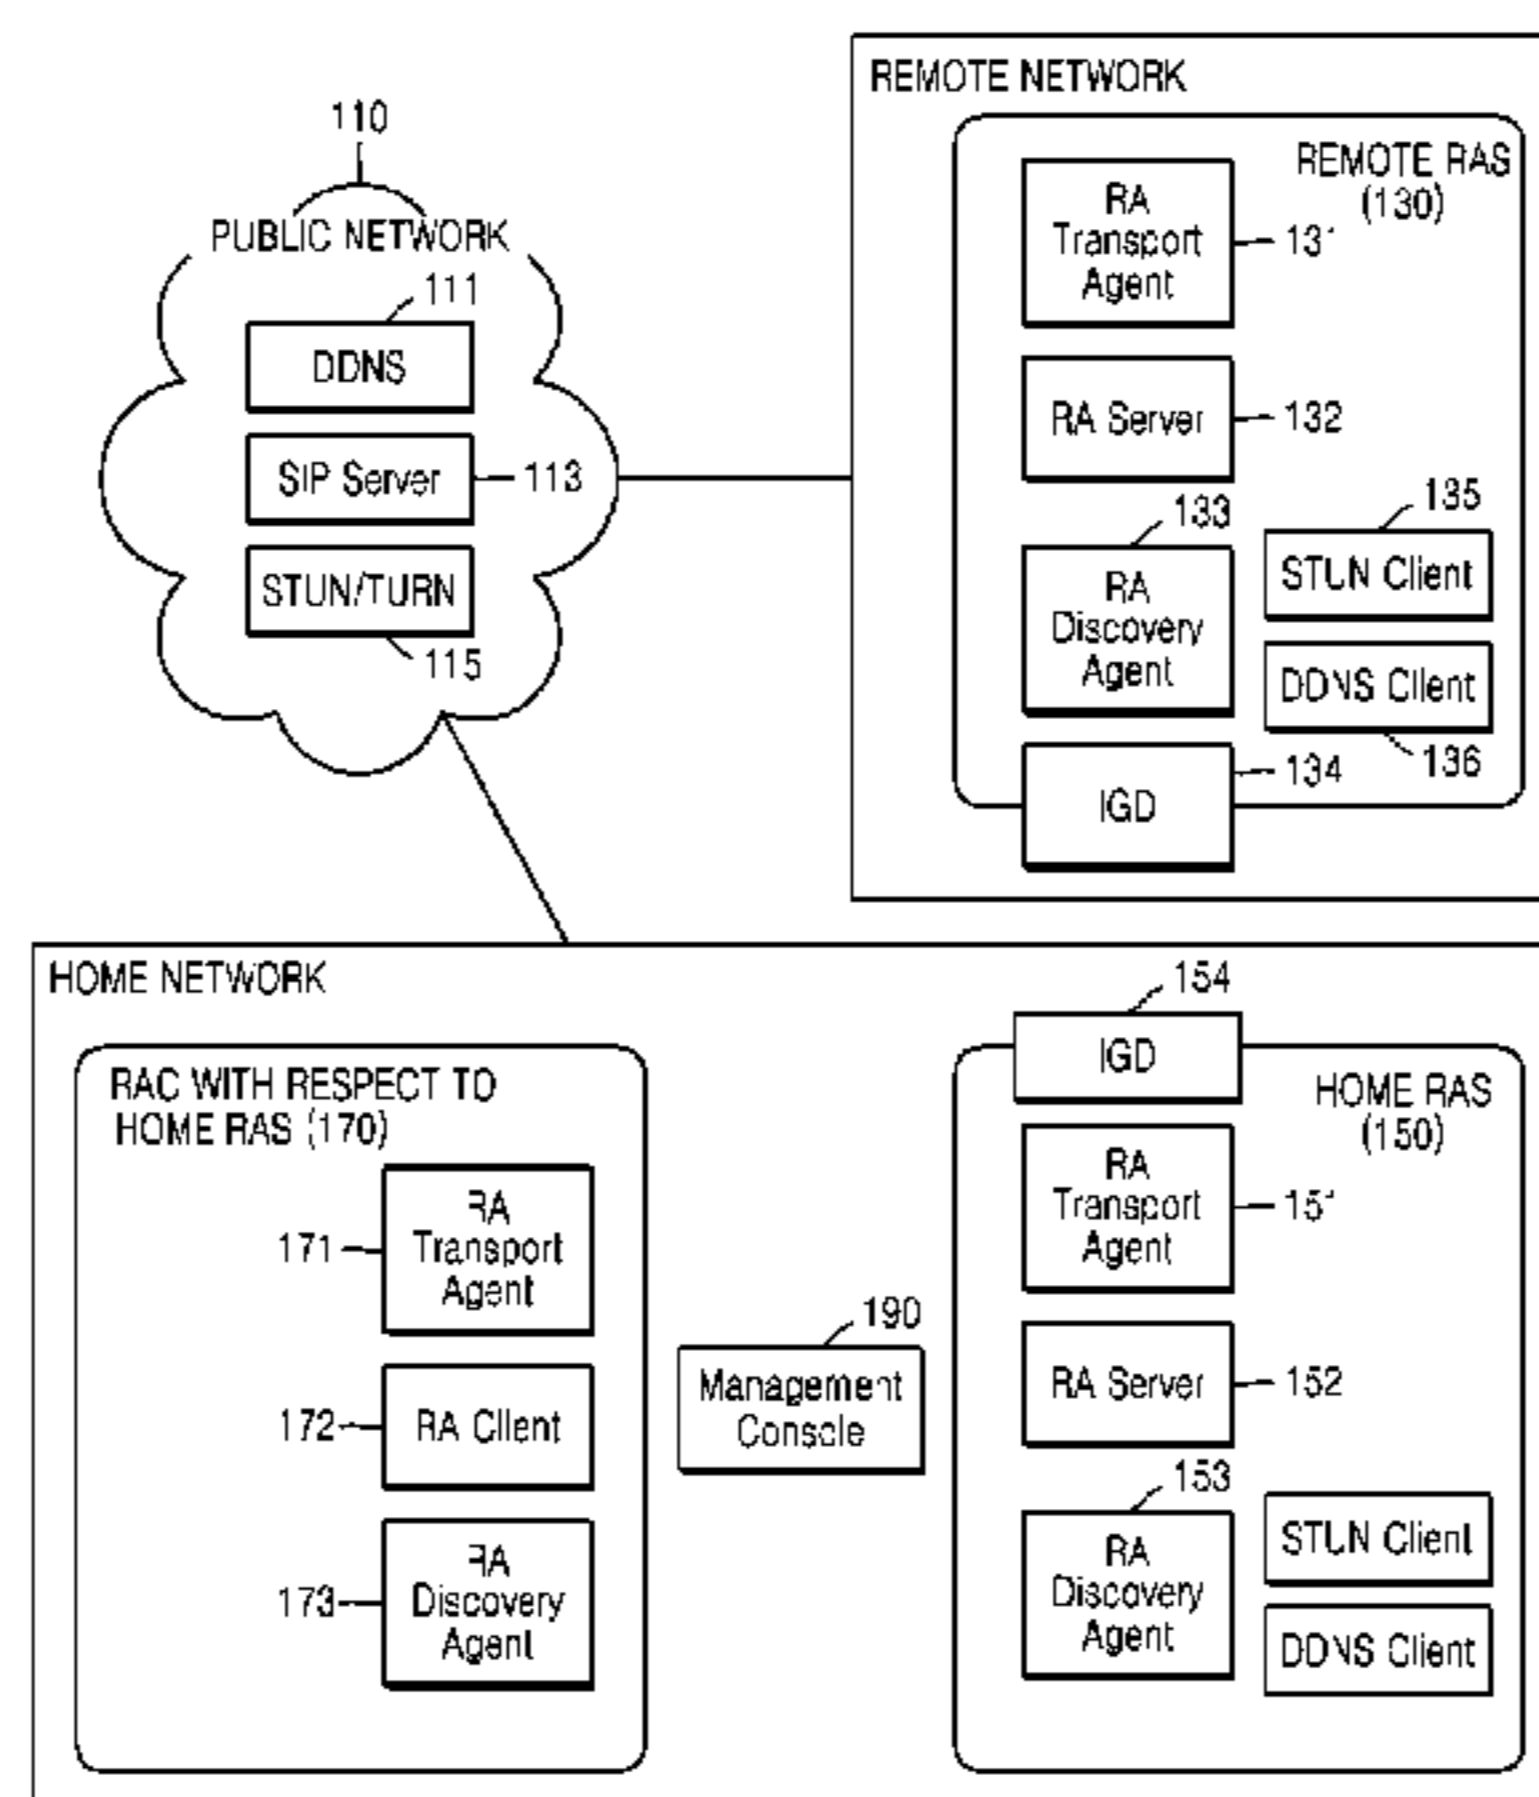 110
PUBLIC NETWORK
111
DDNS
SIP Server
113
STUN/TURN
115
REMOTE NETWORK
REMOTE RAS
(130)
RA
Transport
Agent
131
RA Server
132
133
RA
Discovery
Agent
135
STUN Client
DDNS Client
136
134
IGD
HOME NETWORK
RAC WITH RESPECT TO
HOME RAS (170)
171
RA
Transport
Agent
172
RA Client
173
RA
Discovery
Agent
190
Management
Console
154
IGD
HOME RAS
(150)
RA
Transport
Agent
151
RA Server
152
153
RA
Discovery
Agent
STUN Client
DDNS Client